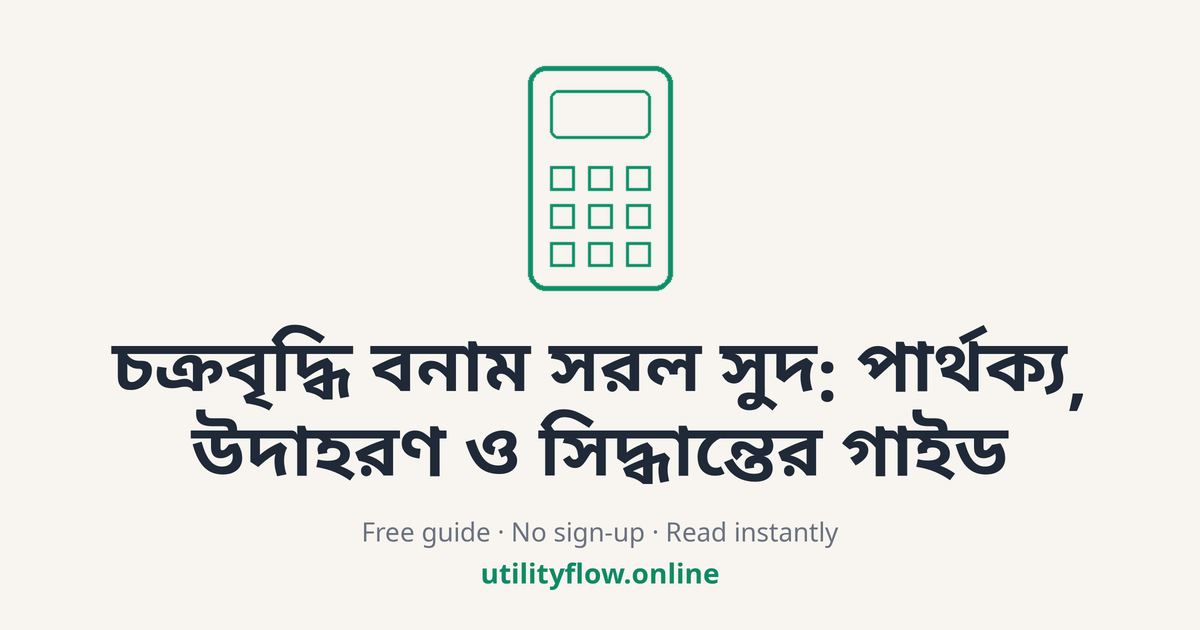 চক্রবৃদ্ধি বনাম সরল সুদ: পার্থক্য,
উদাহরণ ও সিদ্ধান্তের গাইড
Free guide · No sign-up · Read instantly
utilityflow.online